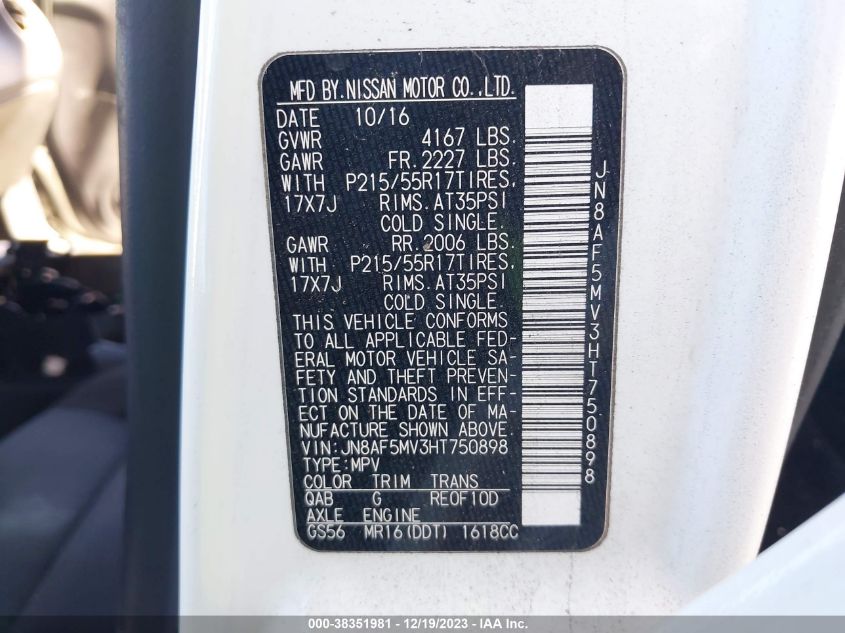 MFD BY.NISSAN MOTOR CO.,LTD.
DATE 10/16
GVWR 4167 LBS.
GAWR FR. 2227 LBS.
WITH P215/55R17TIRES,
17X7J RIMS.AT35PSI
COLD SINGLE.
GAWR RR. 2006 LBS.
WITH P215/55R17TIRES,
17X7J RIMS.AT35PSI
COLD SINGLE.
THIS VEHICLE CONFORMS
TO ALL APPLICABLE FED-
ERAL MOTOR VEHICLE SA-
FETY AND THEFT PREVEN-
TION STANDARDS IN EFF-
ECT ON THE DATE OF MA-
NUFACTURE SHOWN ABOVE.
VIN:JN8AF5MV3HT750898
TYPE:MPV
COLOR TRIM TRANS
QAB G RE0F10D
AXLE ENGINE
GS56 MR16(DDT) 1618CC
JN8AF5MV3HT750898
000-38351981 - 12/19/2023 - IAA Inc.